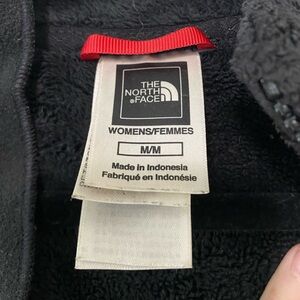 THE
NORTH
FACE
WOMENS/FEMMES
M/M
Made in Indonesia
Fabriqué en Indonésie